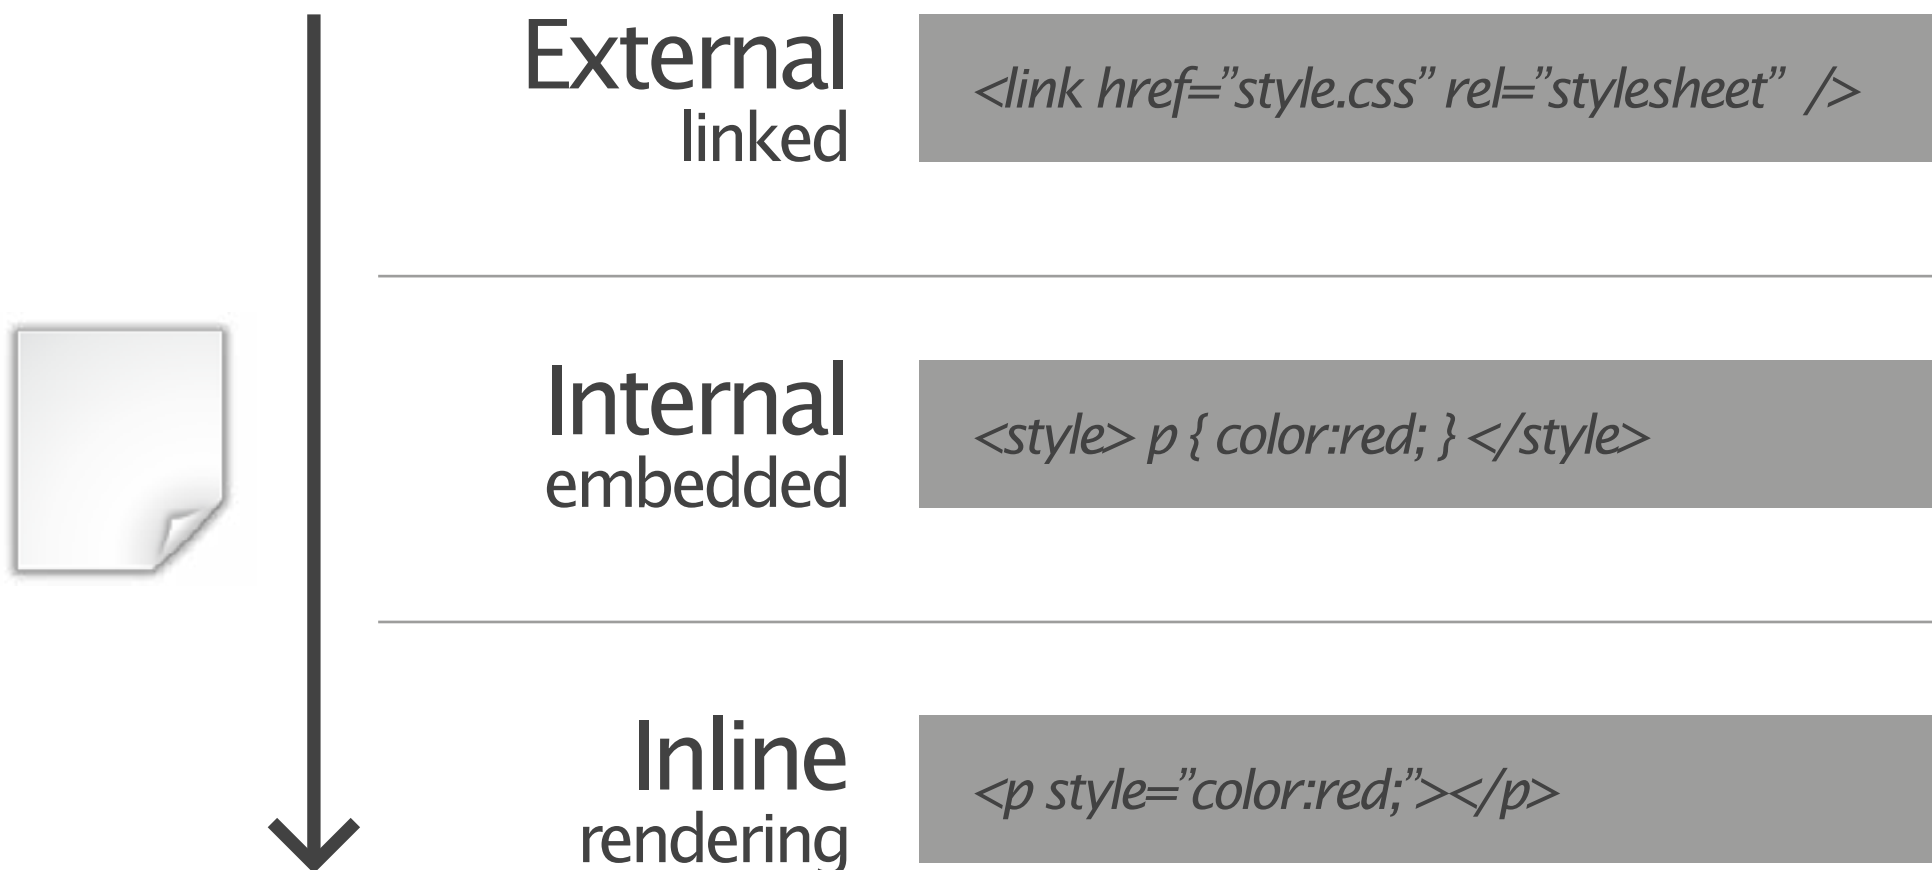 External
linked
<link href=”style.css” rel=”stylesheet” />
Internal
embedded
<style> p { color:red; } </style>
Inline
rendering
<p style=”color:red;”></p>